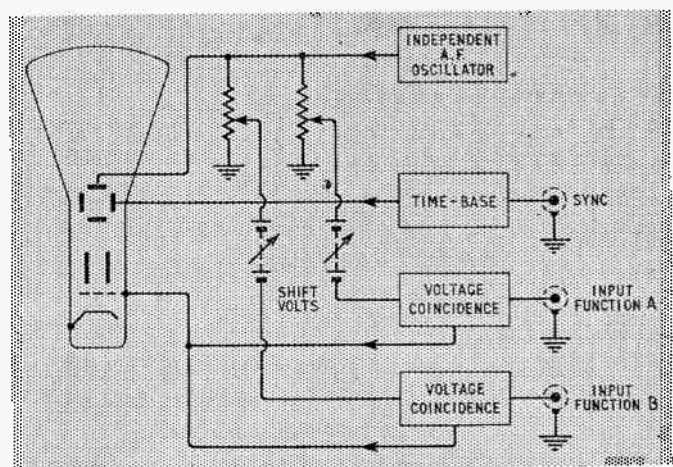 INDEPENDENT
A.F
OSCILLATOR
TIME-BASE
SYNC
SHIFT
VOLTS
VOLTAGE
COINCIDENCE
INPUT
FUNCTION A
VOLTAGE
COINCIDENCE
INPUT
FUNCTION B